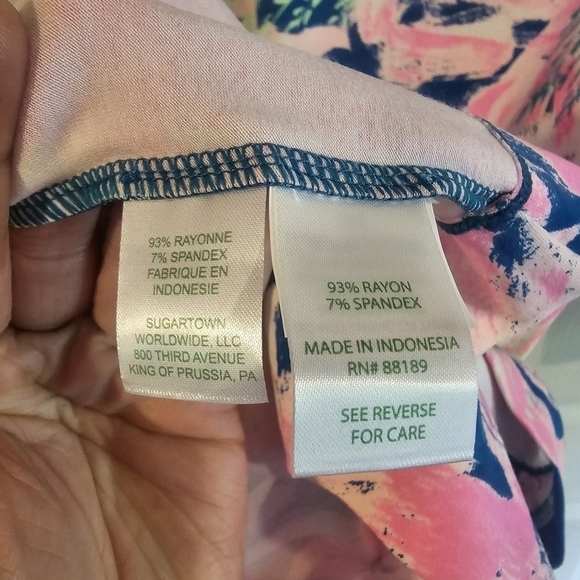 93% RAYONNE
7% SPANDEX
FABRIQUE EN
INDONESIE
SUGARTOWN
WORLDWIDE, LLC
800 THIRD AVENUE
KING OF PRUSSIA, PA
93% RAYON
7% SPANDEX
MADE IN INDONESIA
RN# 88189
SEE REVERSE
FOR CARE